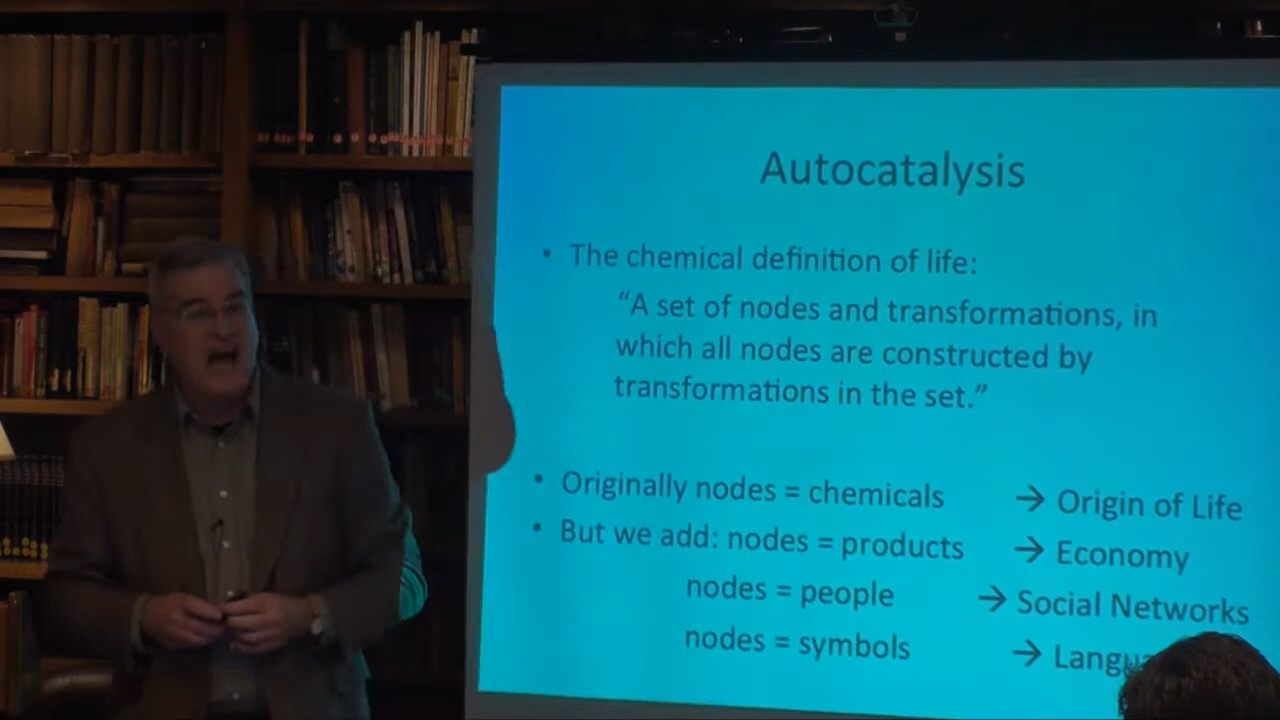 Autocatalysis
• The chemical definition of life:
“A set of nodes and transformations, in
which all nodes are constructed by
transformations in the set.”
• Originally nodes = chemicals → Origin of Life
• But we add: nodes = products → Economy
nodes = people → Social Networks
nodes = symbols →